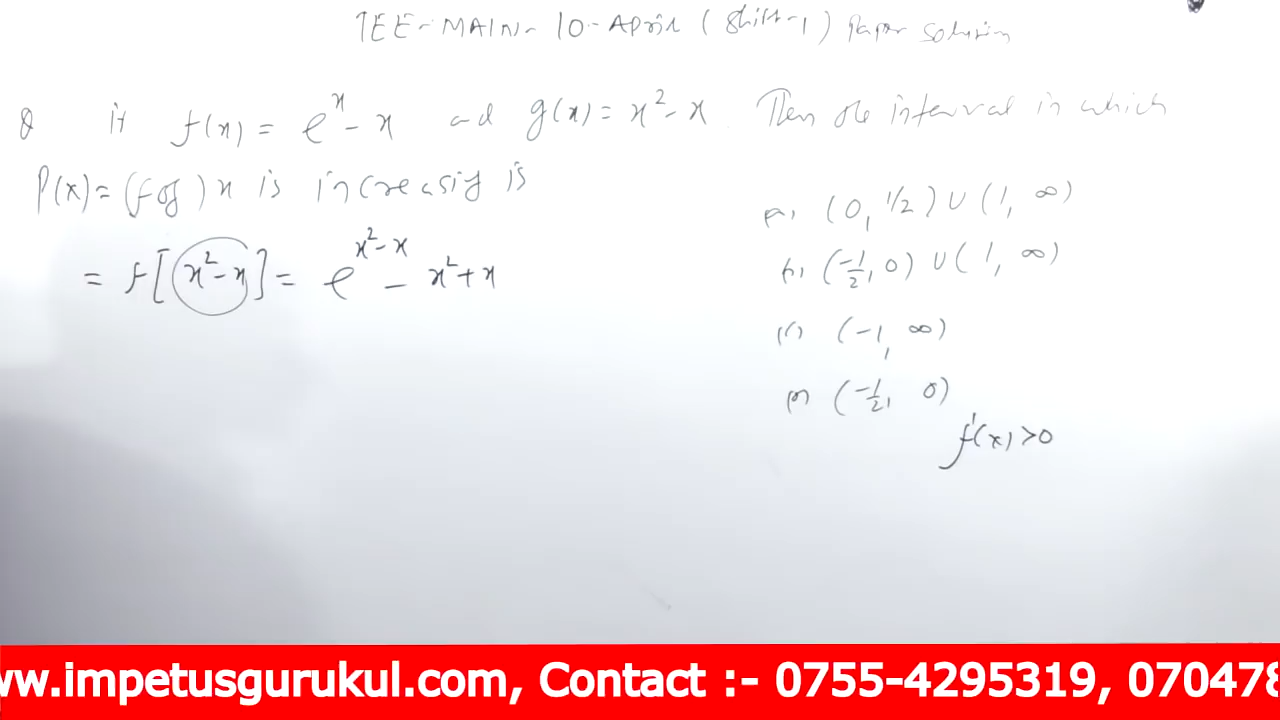 JEE-MAIN-10-April (Shift-1) Paper solution
Q If f(x) = e^x - x and g(x) = x^2 - x Then the interval in which
P(x) = (fog)x is increasing is
= f[x^2 - x] = e^(x^2 - x) - x^2 + x
(0, 1/2) ∪ (1, ∞)
(-1/2, 0) ∪ (1, ∞)
(-1, ∞)
(-1/2, 0)
f'(x) > 0
ww.impetusgurukul.com, Contact :- 0755-4295319, 070478